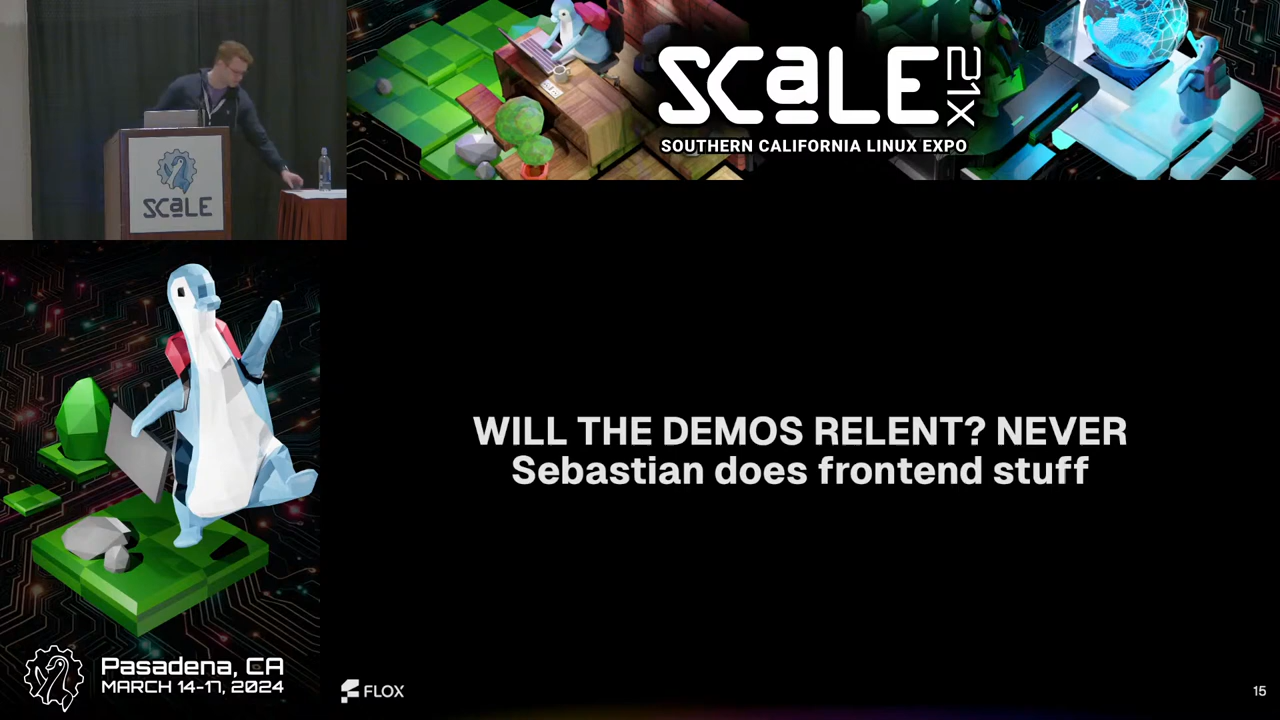 SCaLE
21X
SOUTHERN CALIFORNIA LINUX EXPO
SCaLE
WILL THE DEMOS RELENT? NEVER
Sebastian does frontend stuff
Pasadena, CA
MARCH 14-17, 2024
FLOX
15